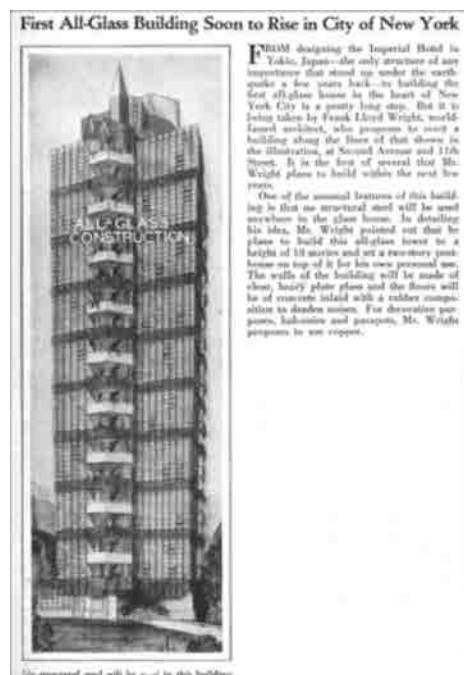 First All-Glass Building Soon to Rise in City of New York
FROM designing the Imperial Hotel in
Tokio, Japan—the only structure of any
importance that stood up under the earth-
quake a few years back—to building the
first all-glass house in the heart of New
York City is a pretty long step. But it is
being taken by Frank Lloyd Wright, world-
famed architect, who proposes to erect a
building along the lines of that shown in
the illustration, at Second Avenue and 11th
Street. It is the first of several that Mr.
Wright plans to build within the next few
years.
One of the unusual features of this build-
ing is that no structural steel will be used
anywhere in the glass house. In detailing
his idea, Mr. Wright pointed out that he
plans to build this all-glass tower to a
height of 18 stories and set a two-story pent-
house on top of it for his own personal use.
The walls of the building will be made of
clear, heavy plate glass and the floors will
be of concrete inlaid with a rubber compo-
sition to deaden noises. For decorative pur-
poses, balconies and parapets, Mr. Wright
proposes to use copper.
ALL-GLASS
CONSTRUCTION
No structural steel will be used in this building